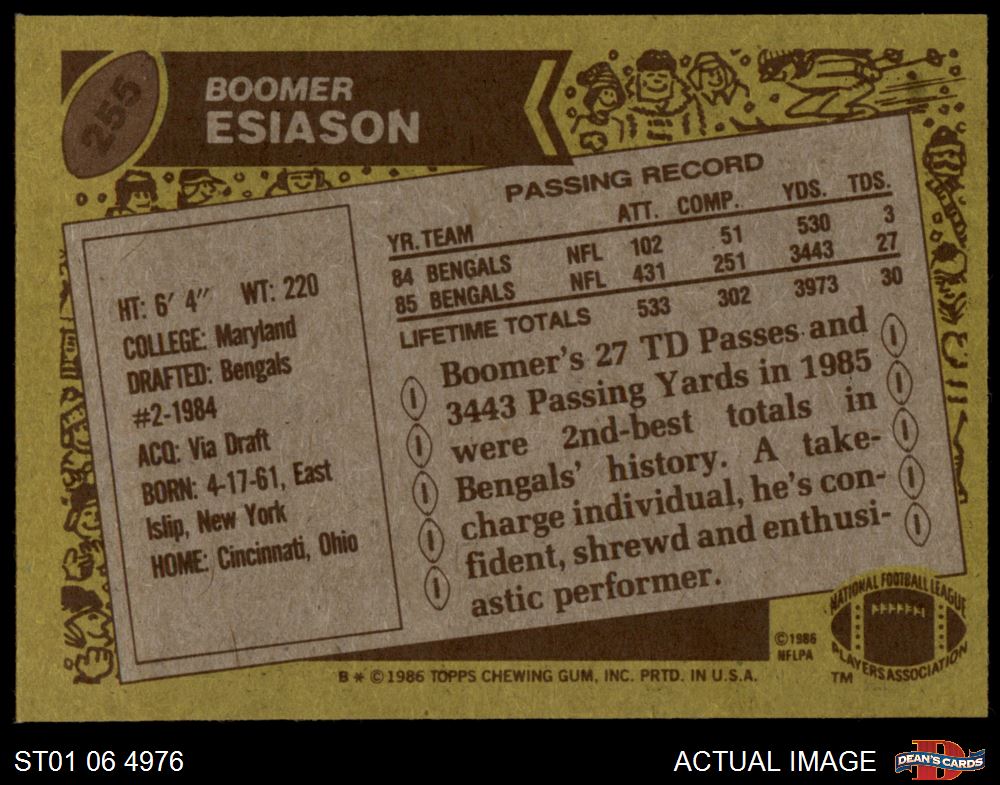 255
BOOMER
ESIASON
PASSING RECORD
YR. TEAM ATT. COMP. YDS. TDS.
84 BENGALS NFL 102 51 530 3
85 BENGALS NFL 431 251 3443 27
LIFETIME TOTALS 533 302 3973 30
HT: 6′ 4″ WT: 220
COLLEGE: Maryland
DRAFTED: Bengals
#2-1984
ACQ: Via Draft
BORN: 4-17-61, East
Islip, New York
HOME: Cincinnati, Ohio
Boomer's 27 TD Passes and
3443 Passing Yards in 1985
were 2nd-best totals in
Bengals' history. A take-
charge individual, he's con-
fident, shrewd and enthusi-
astic performer.
©1986
NFLPA
NATIONAL FOOTBALL LEAGUE
PLAYERS ASSOCIATION
TM
B * © 1986 TOPPS CHEWING GUM, INC. PRTD. IN U.S.A.
ST01 06 4976
ACTUAL IMAGE
D
DEAN'S CARDS